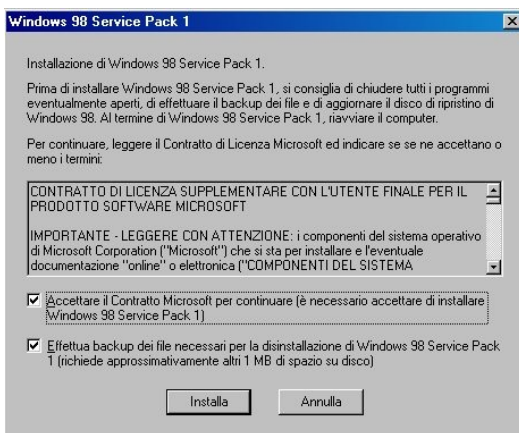 Windows 98 Service Pack 1
Installazione di Windows 98 Service Pack 1.
Prima di installare Windows 98 Service Pack 1, si consiglia di chiudere tutti i programmi
eventualmente aperti, di effettuare il backup dei file e di aggiornare il disco di ripristino di
Windows 98. Al termine di Windows 98 Service Pack 1, riavviare il computer.
Per continuare, leggere il Contratto di Licenza Microsoft ed indicare se se ne accettano o
meno i termini:
CONTRATTO DI LICENZA SUPPLEMENTARE CON L'UTENTE FINALE PER IL
PRODOTTO SOFTWARE MICROSOFT
IMPORTANTE - LEGGERE CON ATTENZIONE: i componenti del sistema operativo
di Microsoft Corporation ("Microsoft") che si sta per installare e l'eventuale
documentazione "online" o elettronica ("COMPONENTI DEL SISTEMA
Accettare il Contratto Microsoft per continuare (è necessario accettare di installare
Windows 98 Service Pack 1)
Effettua backup dei file necessari per la disinstallazione di Windows 98 Service Pack
1 (richiede approssimativamente altri 1 MB di spazio su disco)
Installa
Annulla